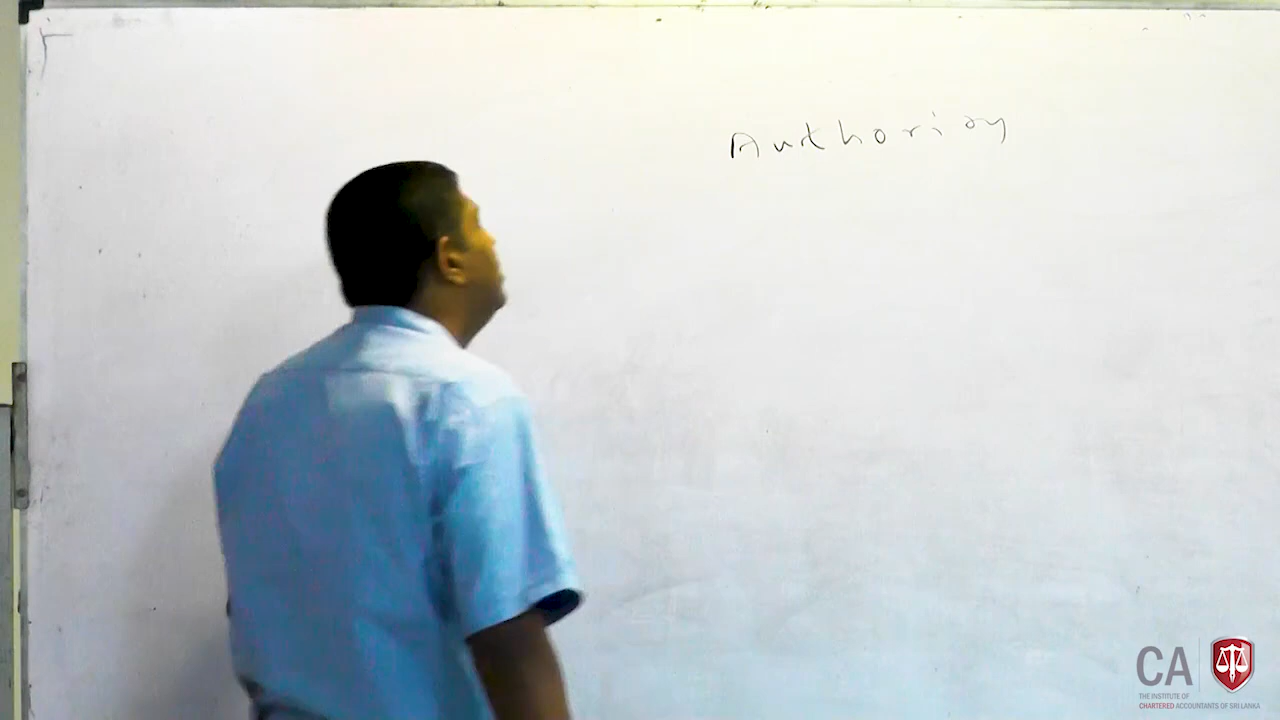 Authority
CA
THE INSTITUTE OF
CHARTERED ACCOUNTANTS OF SRI LANKA